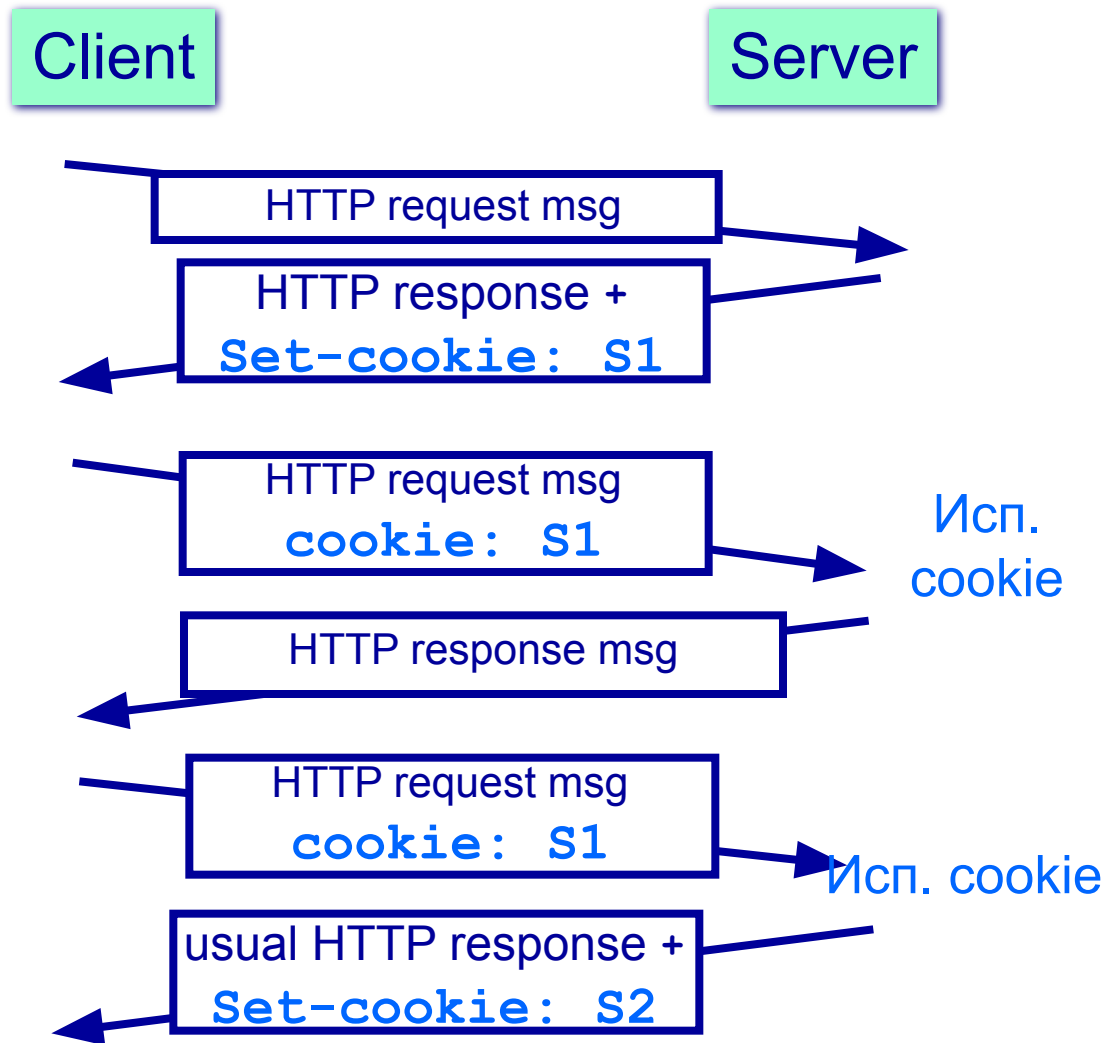 Client
Server
HTTP request msg
HTTP response +
Set-cookie: S1
HTTP request msg
cookie: S1
Исп.
cookie
HTTP response msg
HTTP request msg
cookie: S1
Исп. cookie
usual HTTP response +
Set-cookie: S2